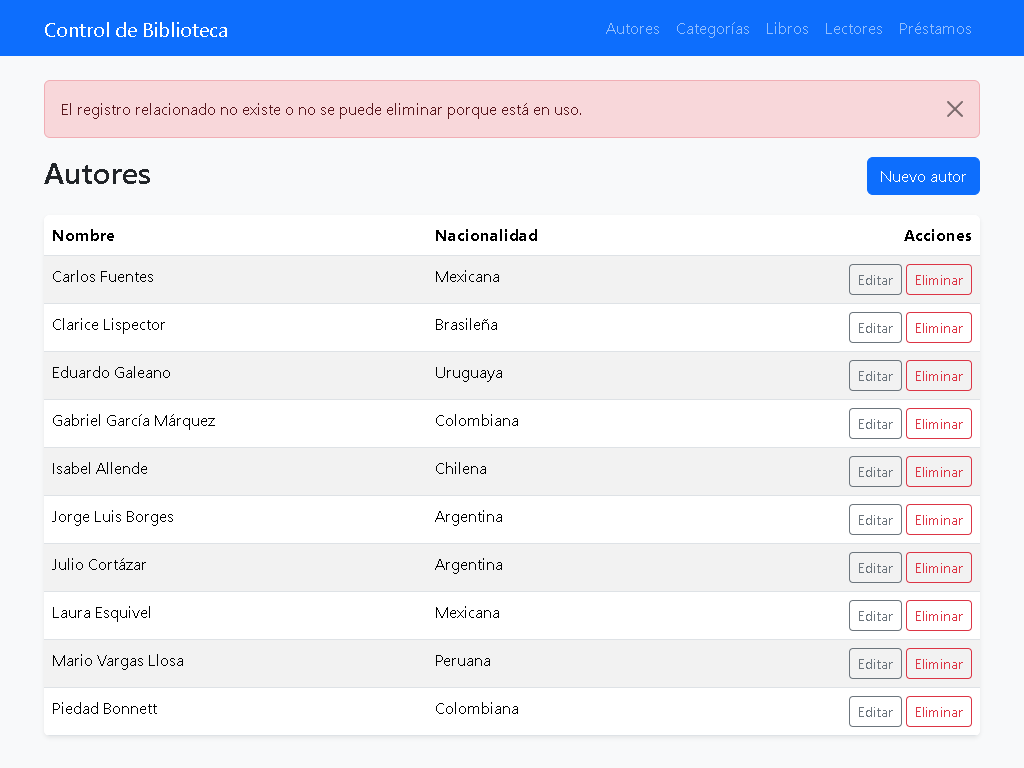 Control de Biblioteca Autores Categorías Libros Lectores Préstamos
El registro relacionado no existe o no se puede eliminar porque está en uso.
Autores Nuevo autor
Nombre Nacionalidad Acciones
Carlos Fuentes Mexicana Editar Eliminar
Clarice Lispector Brasileña Editar Eliminar
Eduardo Galeano Uruguaya Editar Eliminar
Gabriel García Márquez Colombiana Editar Eliminar
Isabel Allende Chilena Editar Eliminar
Jorge Luis Borges Argentina Editar Eliminar
Julio Cortázar Argentina Editar Eliminar
Laura Esquivel Mexicana Editar Eliminar
Mario Vargas Llosa Peruana Editar Eliminar
Piedad Bonnett Colombiana Editar Eliminar